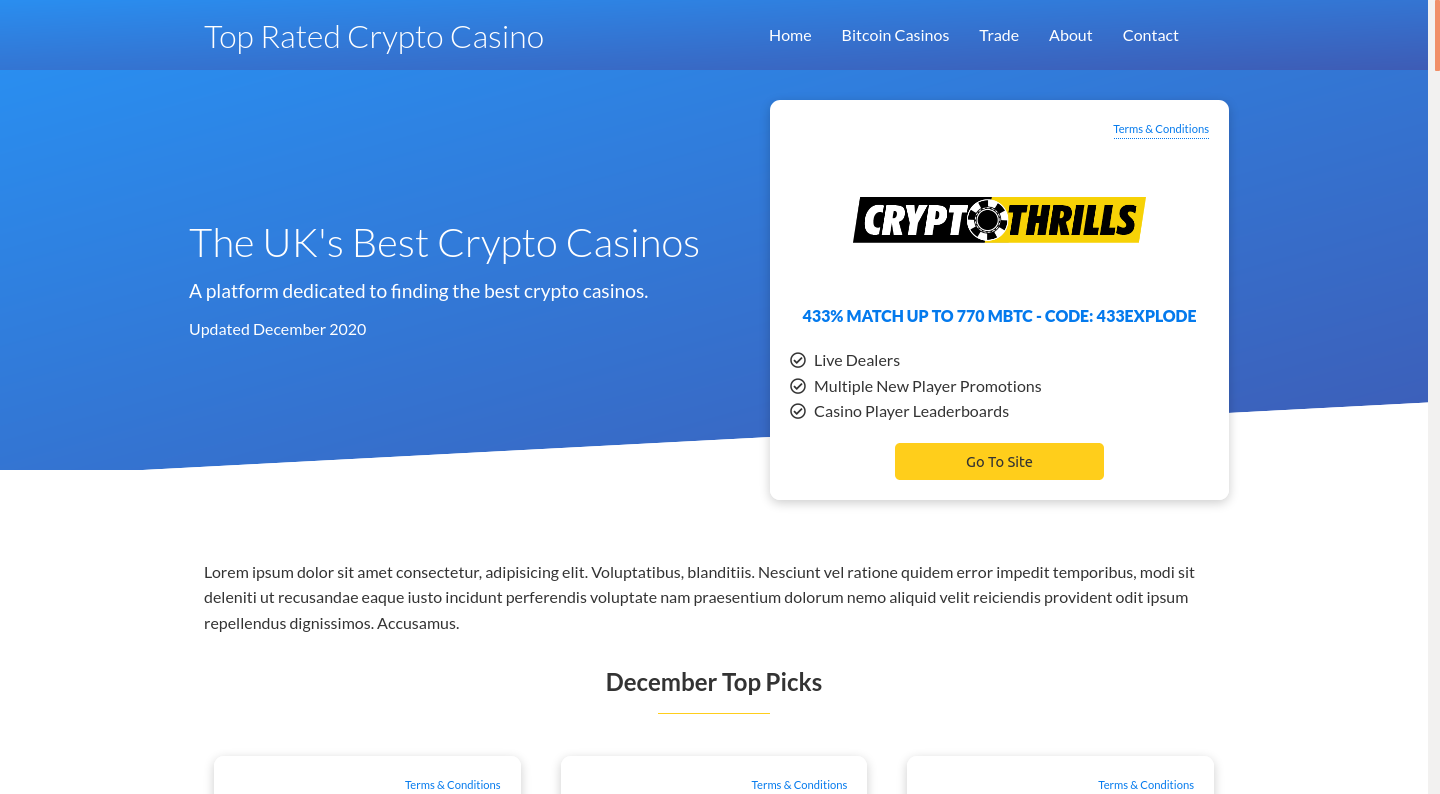 Top Rated Crypto Casino
Home Bitcoin Casinos Trade About Contact
Terms & Conditions
CRYPTOTHRILLS
The UK's Best Crypto Casinos
A platform dedicated to finding the best crypto casinos.
Updated December 2020
433% MATCH UP TO 770 MBTC - CODE: 433EXPLODE
Live Dealers
Multiple New Player Promotions
Casino Player Leaderboards
Go To Site
Lorem ipsum dolor sit amet consectetur, adipisicing elit. Voluptatibus, blanditiis. Nesciunt vel ratione quidem error impedit temporibus, modi sit
deleniti ut recusandae eaque iusto incidunt perferendis voluptate nam praesentium dolorum nemo aliquid velit reiciendis provident odit ipsum
repellendus dignissimos. Accusamus.
December Top Picks
Terms & Conditions Terms & Conditions Terms & Conditions